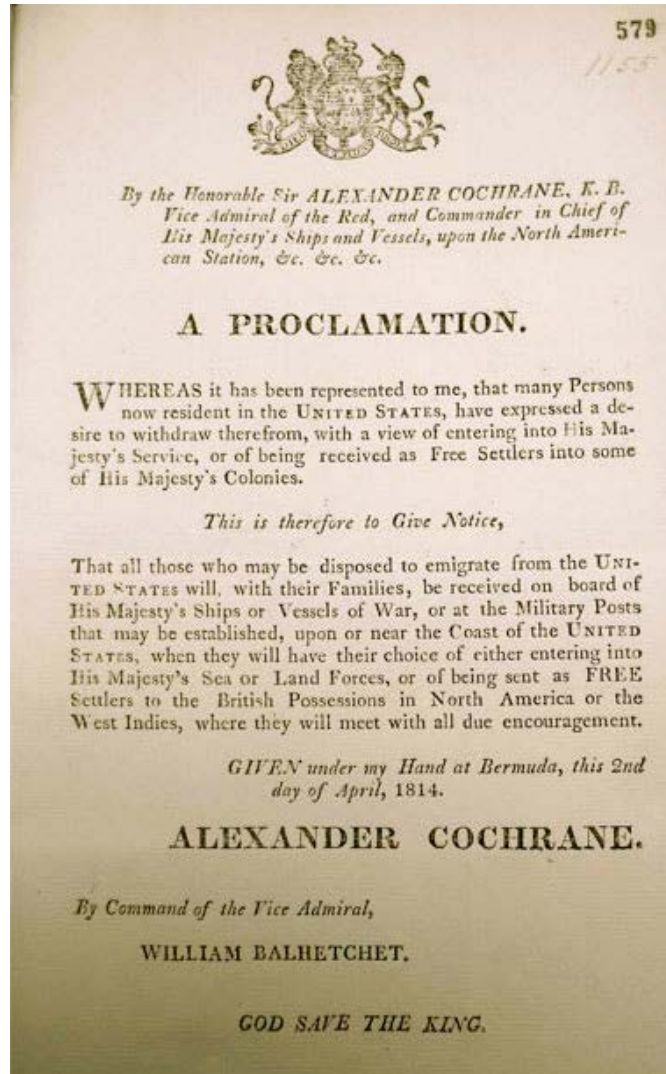 579
1155
By the Honorable Sir ALEXANDER COCHRANE, K. B.
Vice Admiral of the Red, and Commander in Chief of
His Majesty's Ships and Vessels, upon the North Ameri-
can Station, &c. &c. &c.
A PROCLAMATION.
WHEREAS it has been represented to me, that many Persons
now resident in the UNITED STATES, have expressed a de-
sire to withdraw therefrom, with a view of entering into His Ma-
jesty's Service, or of being received as Free Settlers into some
of His Majesty's Colonies.
This is therefore to Give Notice,
That all those who may be disposed to emigrate from the UNI-
TED STATES will, with their Families, be received on board of
His Majesty's Ships or Vessels of War, or at the Military Posts
that may be established, upon or near the Coast of the UNITED
STATES, when they will have their choice of either entering into
His Majesty's Sea or Land Forces, or of being sent as FREE
Settlers to the British Possessions in North America or the
West Indies, where they will meet with all due encouragement.
GIVEN under my Hand at Bermuda, this 2nd
day of April, 1814.
ALEXANDER COCHRANE.
By Command of the Vice Admiral,
WILLIAM BALHETCHET.
GOD SAVE THE KING.